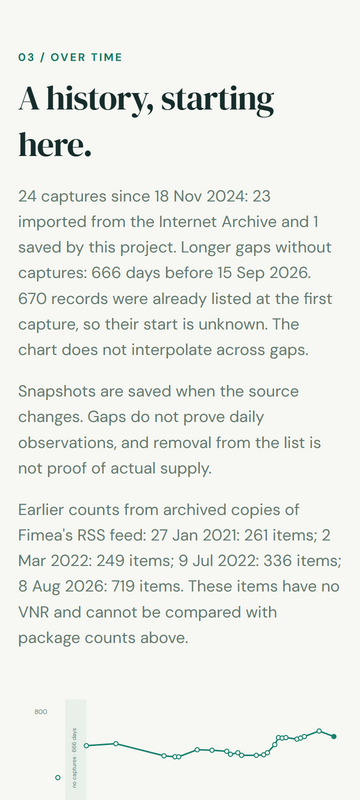 03 / OVER TIME
A history, starting
here.
24 captures since 18 Nov 2024: 23
imported from the Internet Archive and 1
saved by this project. Longer gaps without
captures: 666 days before 15 Sep 2026.
670 records were already listed at the first
capture, so their start is unknown. The
chart does not interpolate across gaps.
Snapshots are saved when the source
changes. Gaps do not prove daily
observations, and removal from the list is
not proof of actual supply.
Earlier counts from archived copies of
Fimea's RSS feed: 27 Jan 2021: 261 items; 2
Mar 2022: 249 items; 9 Jul 2022: 336 items;
8 Aug 2026: 719 items. These items have no
VNR and cannot be compared with
package counts above.
800
no captures · 666 days